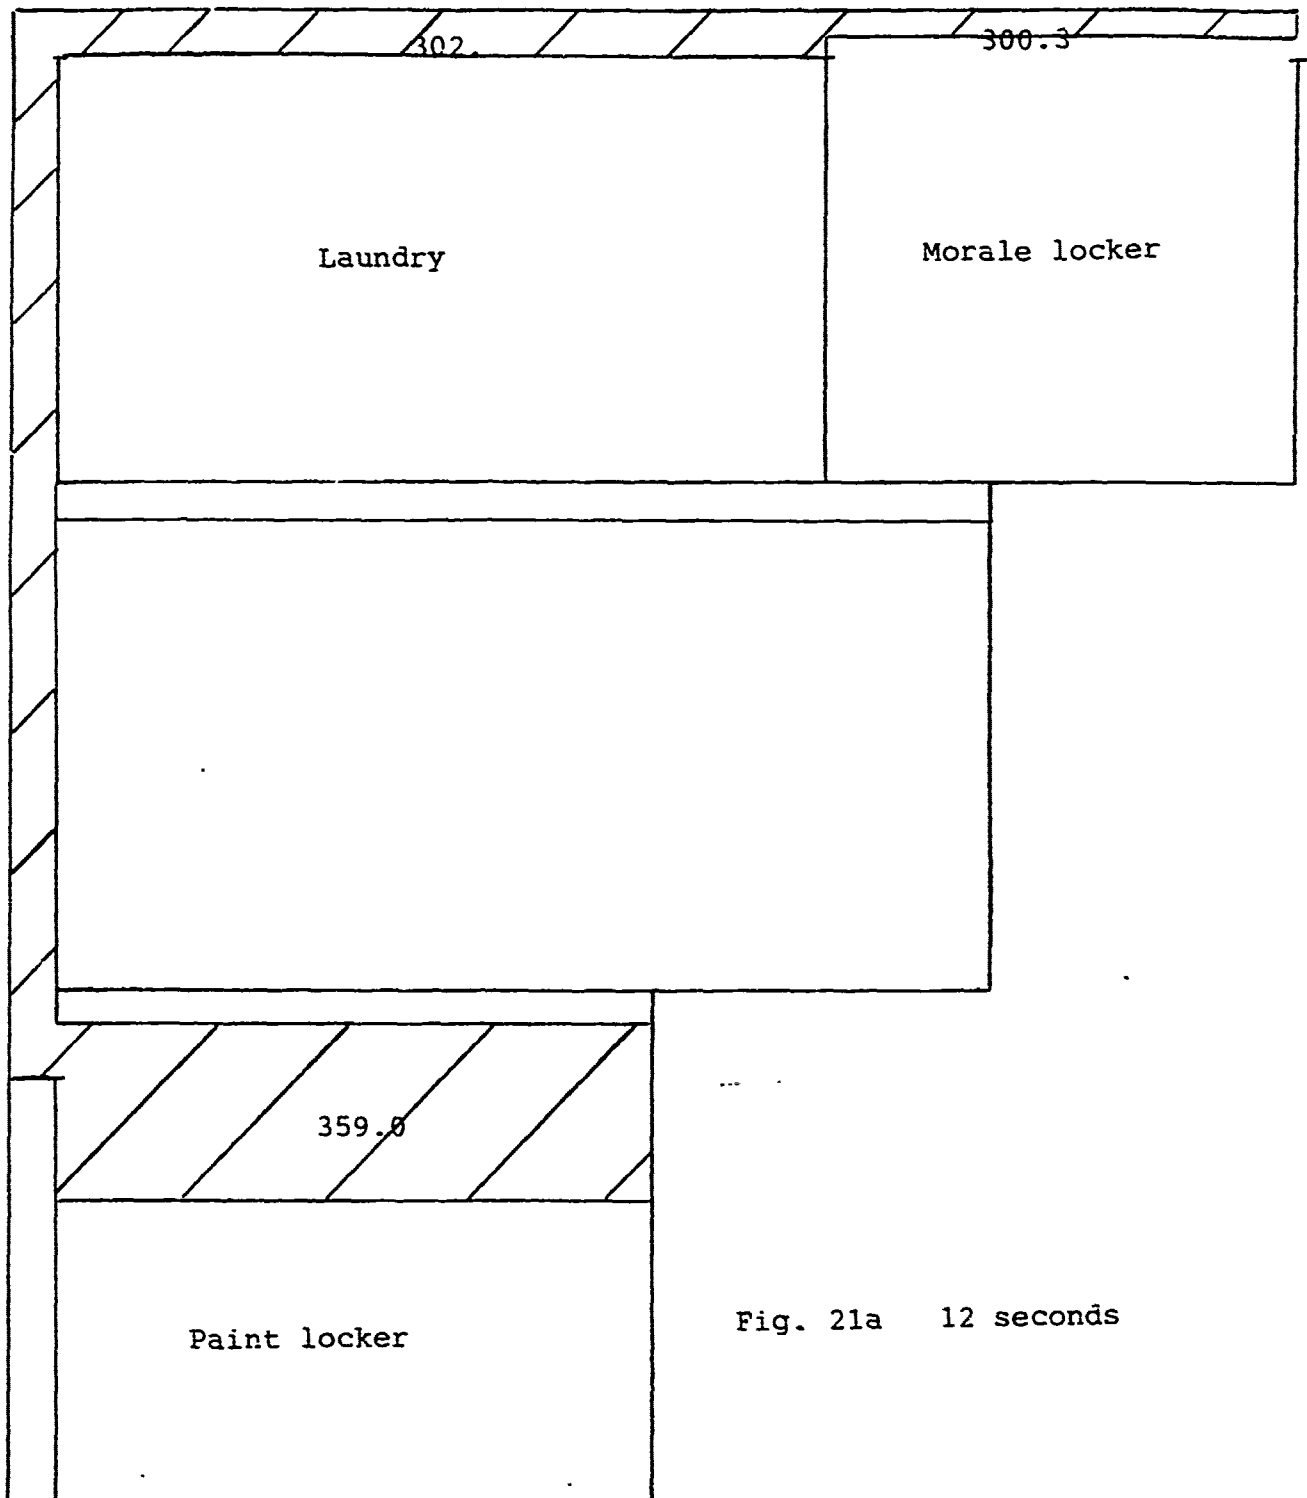 302.
300.3
Laundry
Morale locker
359.0
Paint locker
Fig. 21a 12 seconds